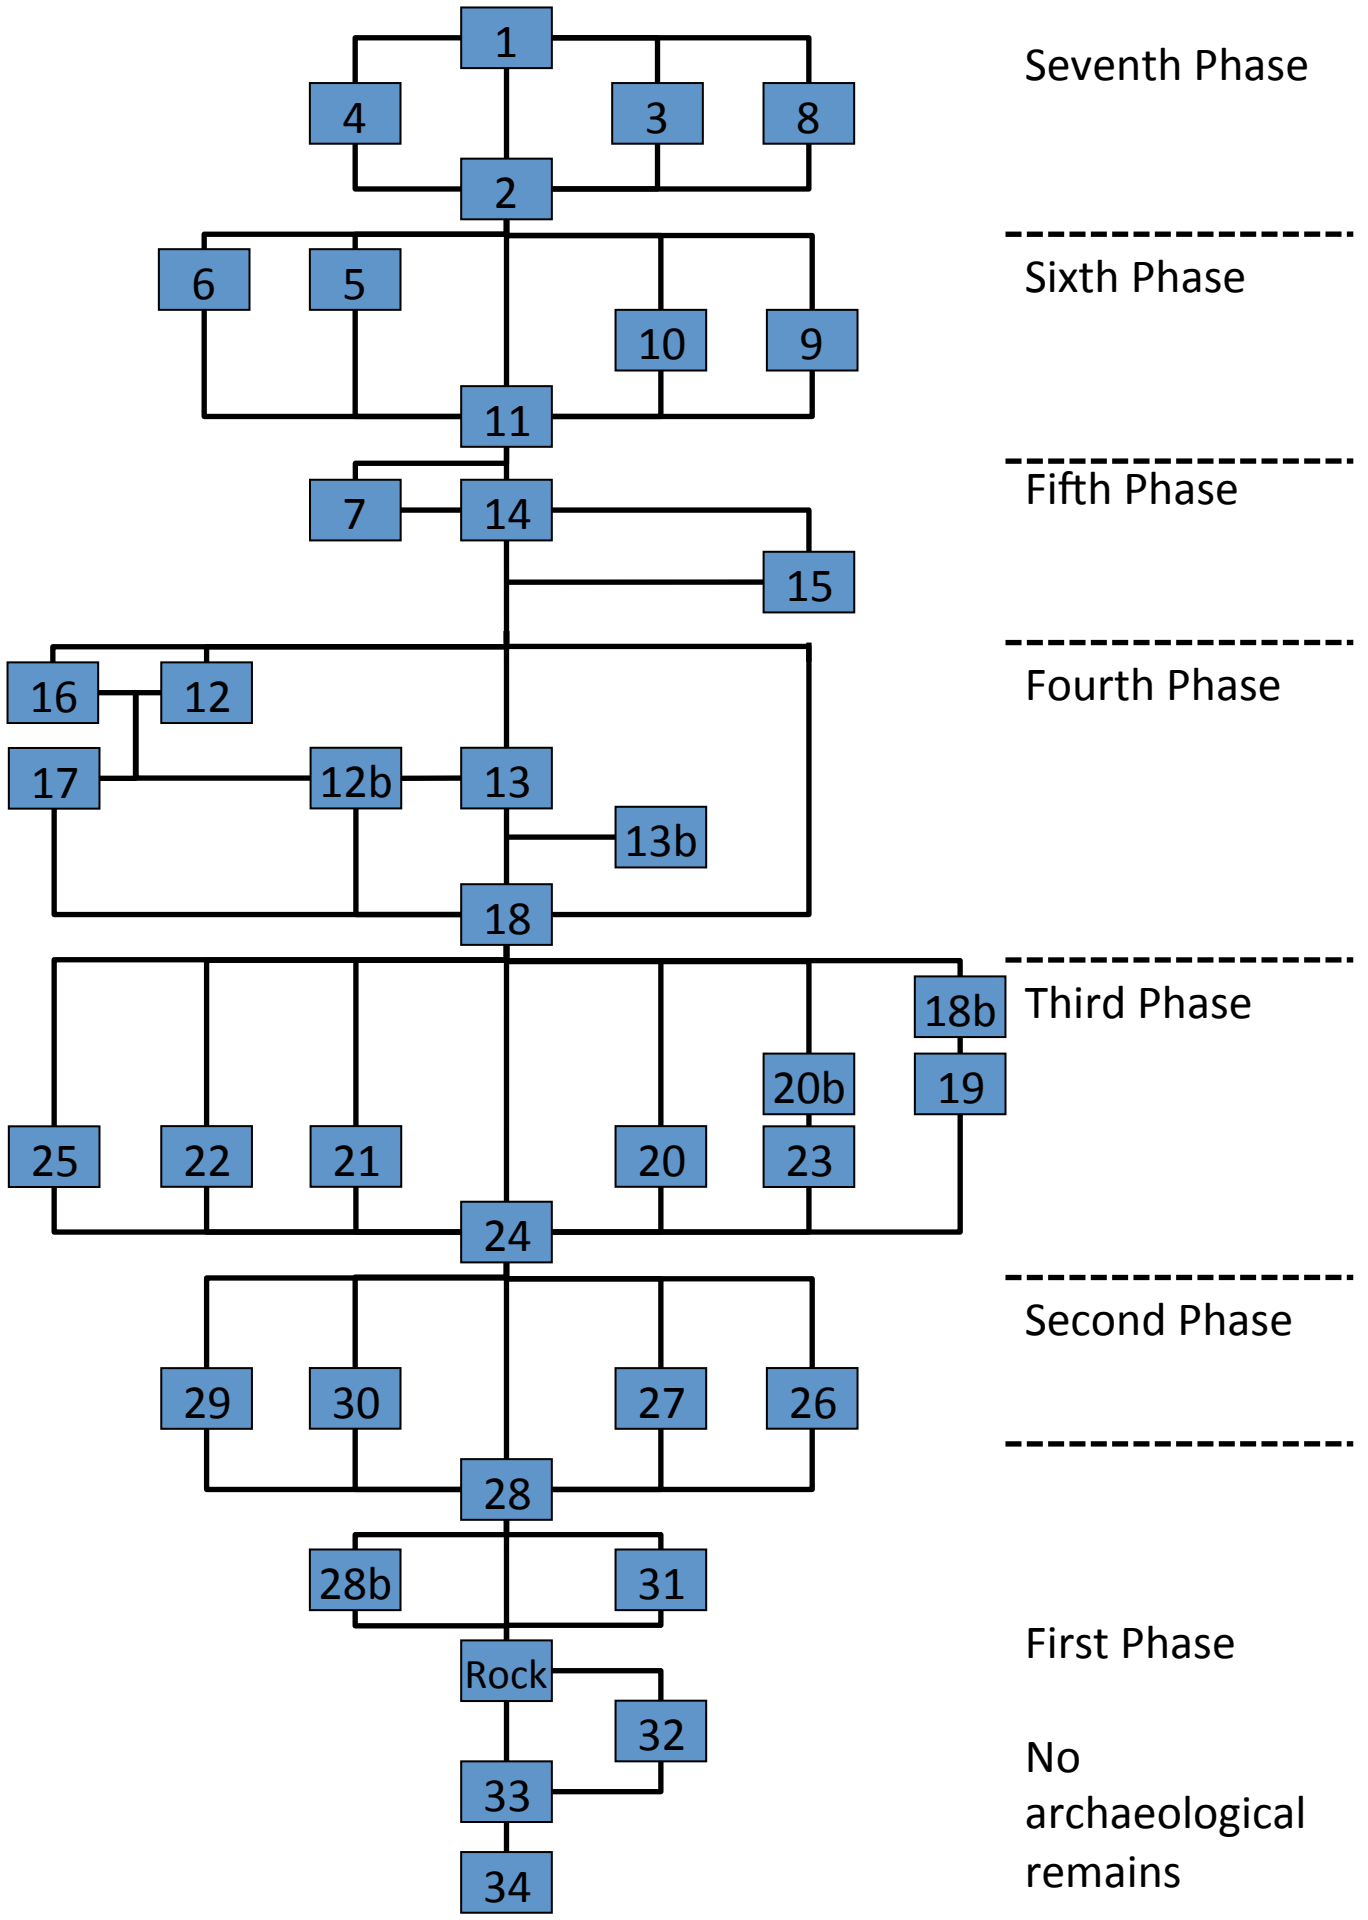 1
Seventh Phase
4
3
8
2
Sixth Phase
6
5
10
9
11
Fifth Phase
7
14
15
Fourth Phase
16
12
17
12b
13
13b
18
Third Phase
18b
20b
19
25
22
21
20
23
24
Second Phase
29
30
27
26
28
28b
31
First Phase
Rock
32
No
archaeological
remains
33
34